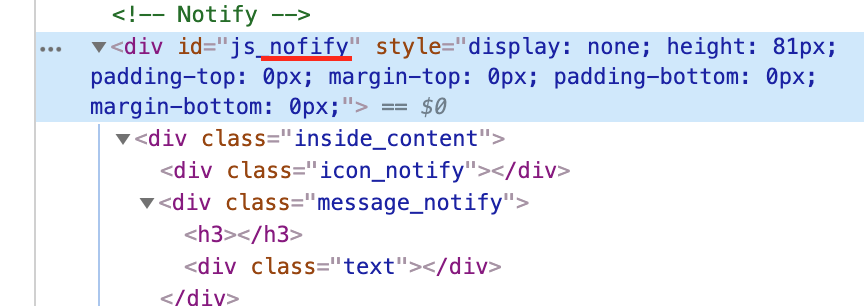 <!-- Notify -->
<div id="js_nofify" style="display: none; height: 81px;
padding-top: 0px; margin-top: 0px; padding-bottom: 0px;
margin-bottom: 0px;"> == $0
<div class="inside_content">
<div class="icon_notify"></div>
<div class="message_notify">
<h3></h3>
<div class="text"></div>
</div>